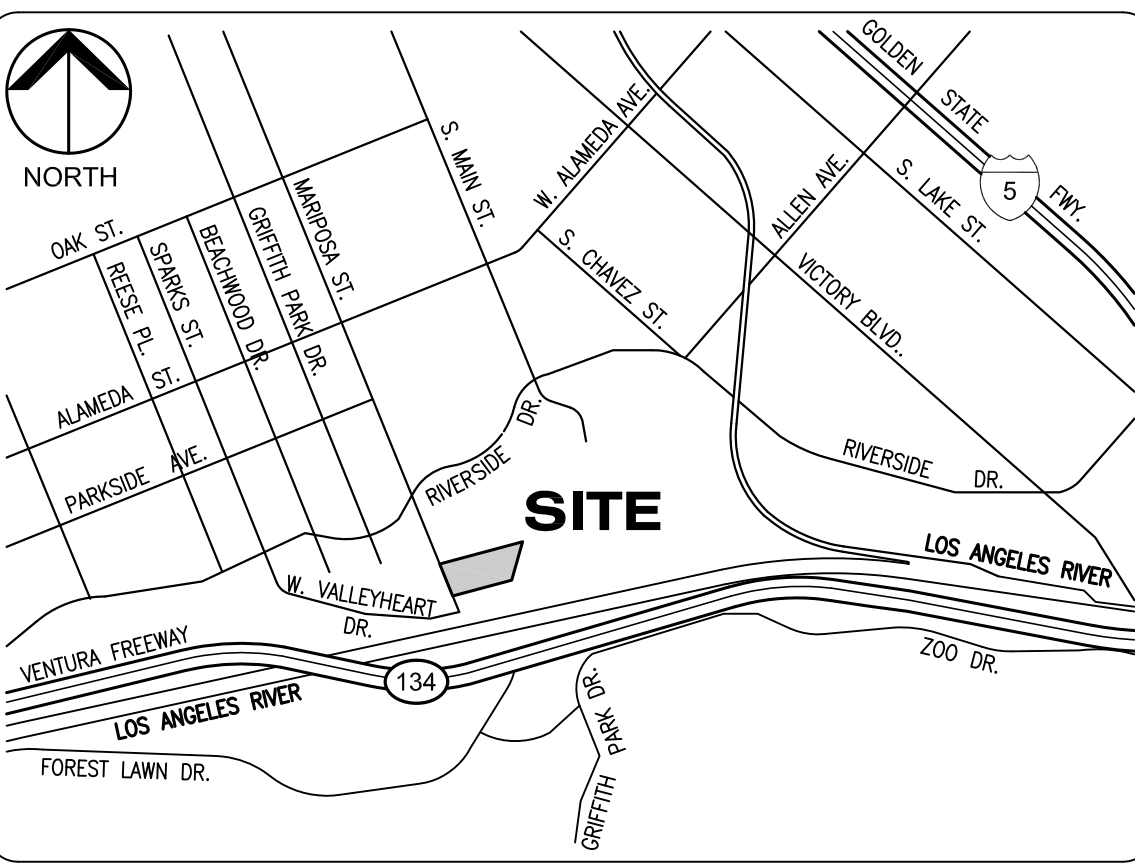 NORTH
GOLDEN STATE FWY.
5
S. MAIN ST.
W. ALAMEDA AVE.
ALLEN AVE.
S. LAKE ST.
OAK ST.
REESE PL.
SPARKS ST.
BEACHWOOD DR.
GRIFFITH PARK DR.
MARIPOSA ST.
S. CHAVEZ ST.
VICTORY BLVD..
ALAMEDA ST.
PARKSIDE AVE.
RIVERSIDE DR.
RIVERSIDE DR.
SITE
LOS ANGELES RIVER
W. VALLEYHEART
DR.
VENTURA FREEWAY
134
LOS ANGELES RIVER
ZOO DR.
FOREST LAWN DR.
GRIFFITH PARK DR.